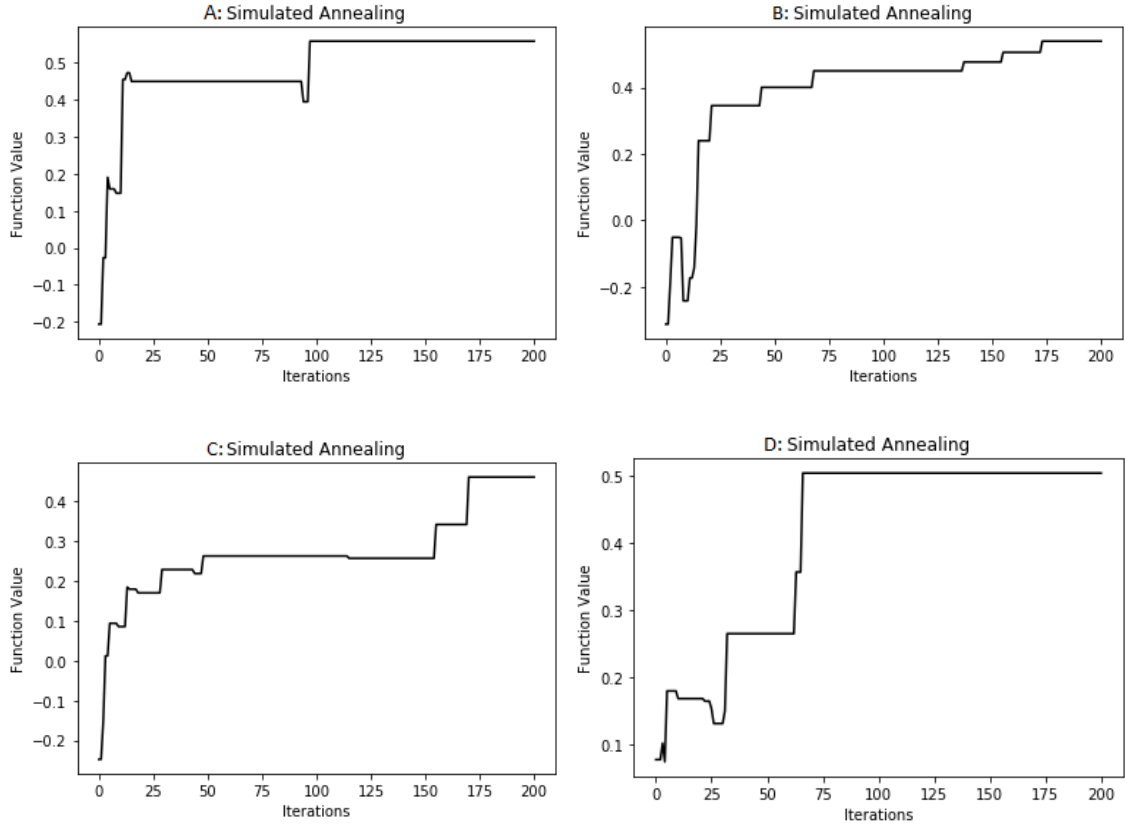 A: Simulated Annealing
Function Value
0.5
0.4
0.3
0.2
0.1
0.0
−0.1
−0.2
0 25 50 75 100 125 150 175 200
Iterations
B: Simulated Annealing
Function Value
0.4
0.2
0.0
−0.2
0 25 50 75 100 125 150 175 200
Iterations
C: Simulated Annealing
Function Value
0.4
0.3
0.2
0.1
0.0
−0.1
−0.2
0 25 50 75 100 125 150 175 200
Iterations
D: Simulated Annealing
Function Value
0.5
0.4
0.3
0.2
0.1
0 25 50 75 100 125 150 175 200
Iterations